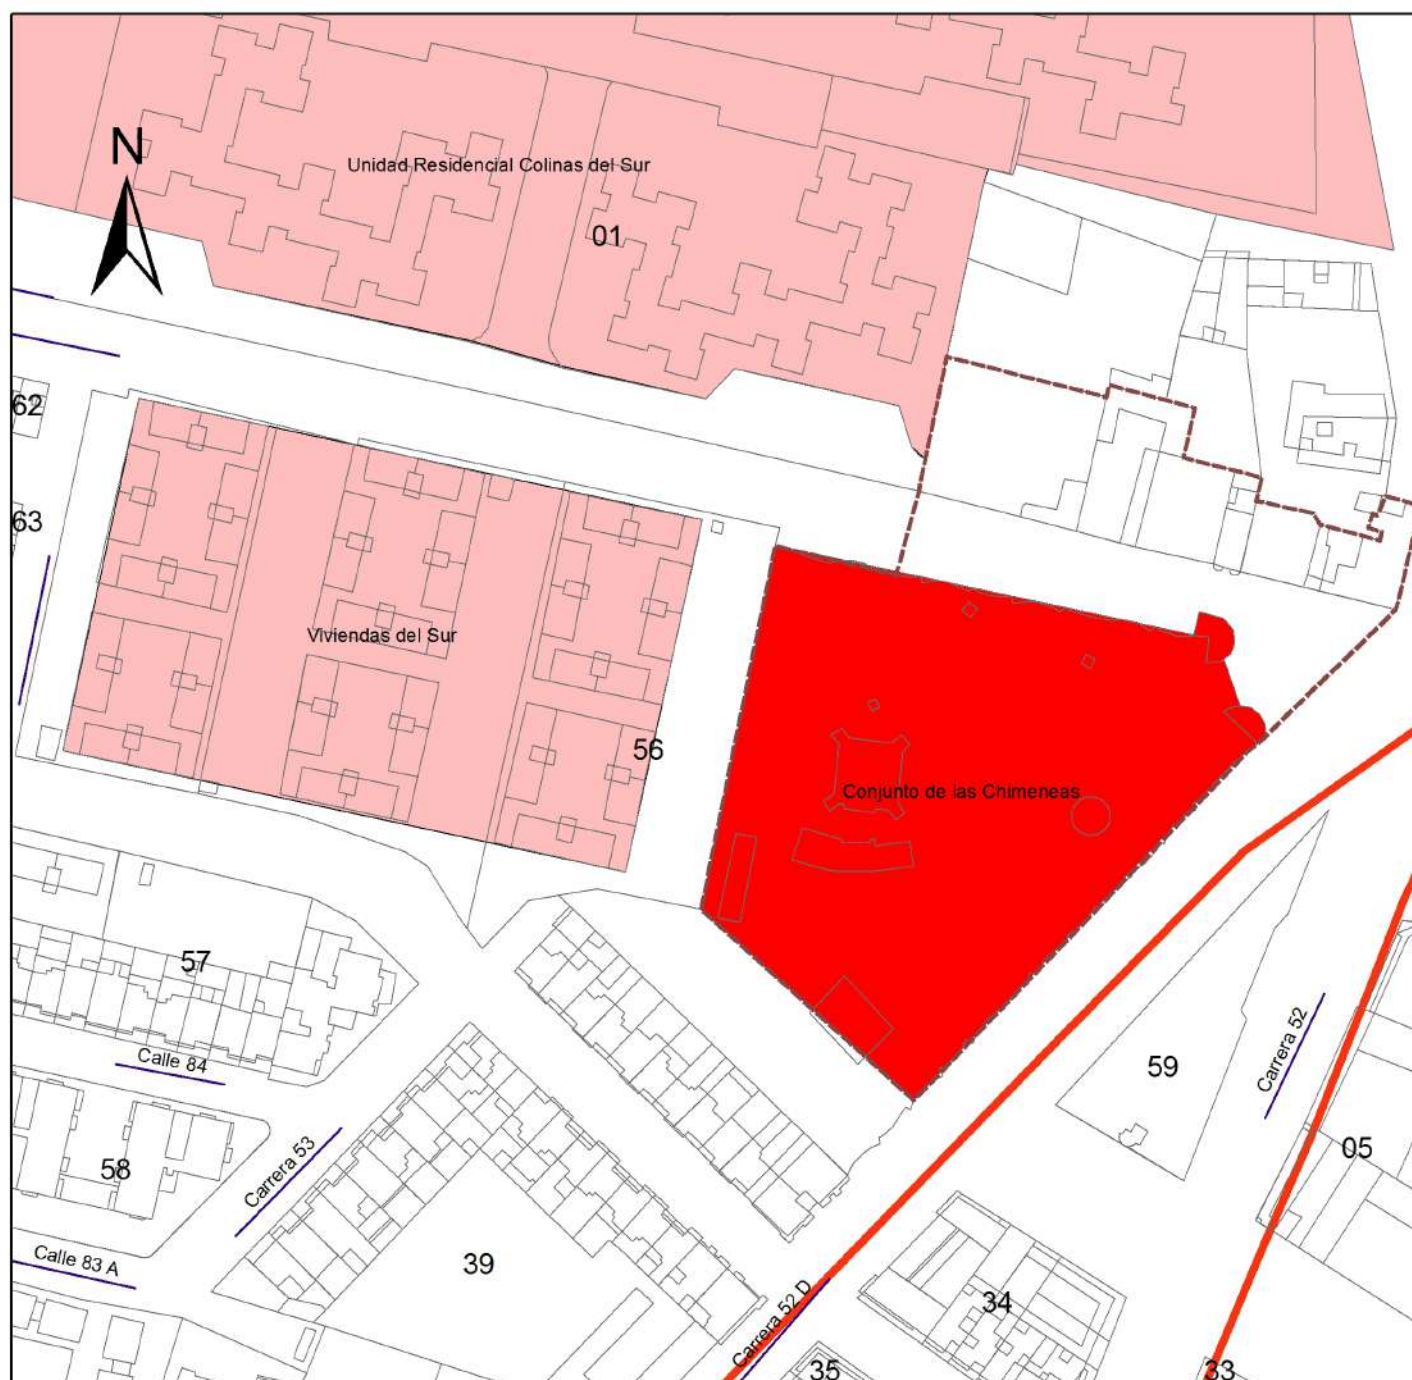 N
Unidad Residencial Colinas del Sur
01
62
63
Viviendas del Sur
56
Conjunto de las Chimeneas
57
Calle 84
59
Carrera 52
58
Carrera 53
05
Calle 83 A
39
34
Carrera 52 D
35
33